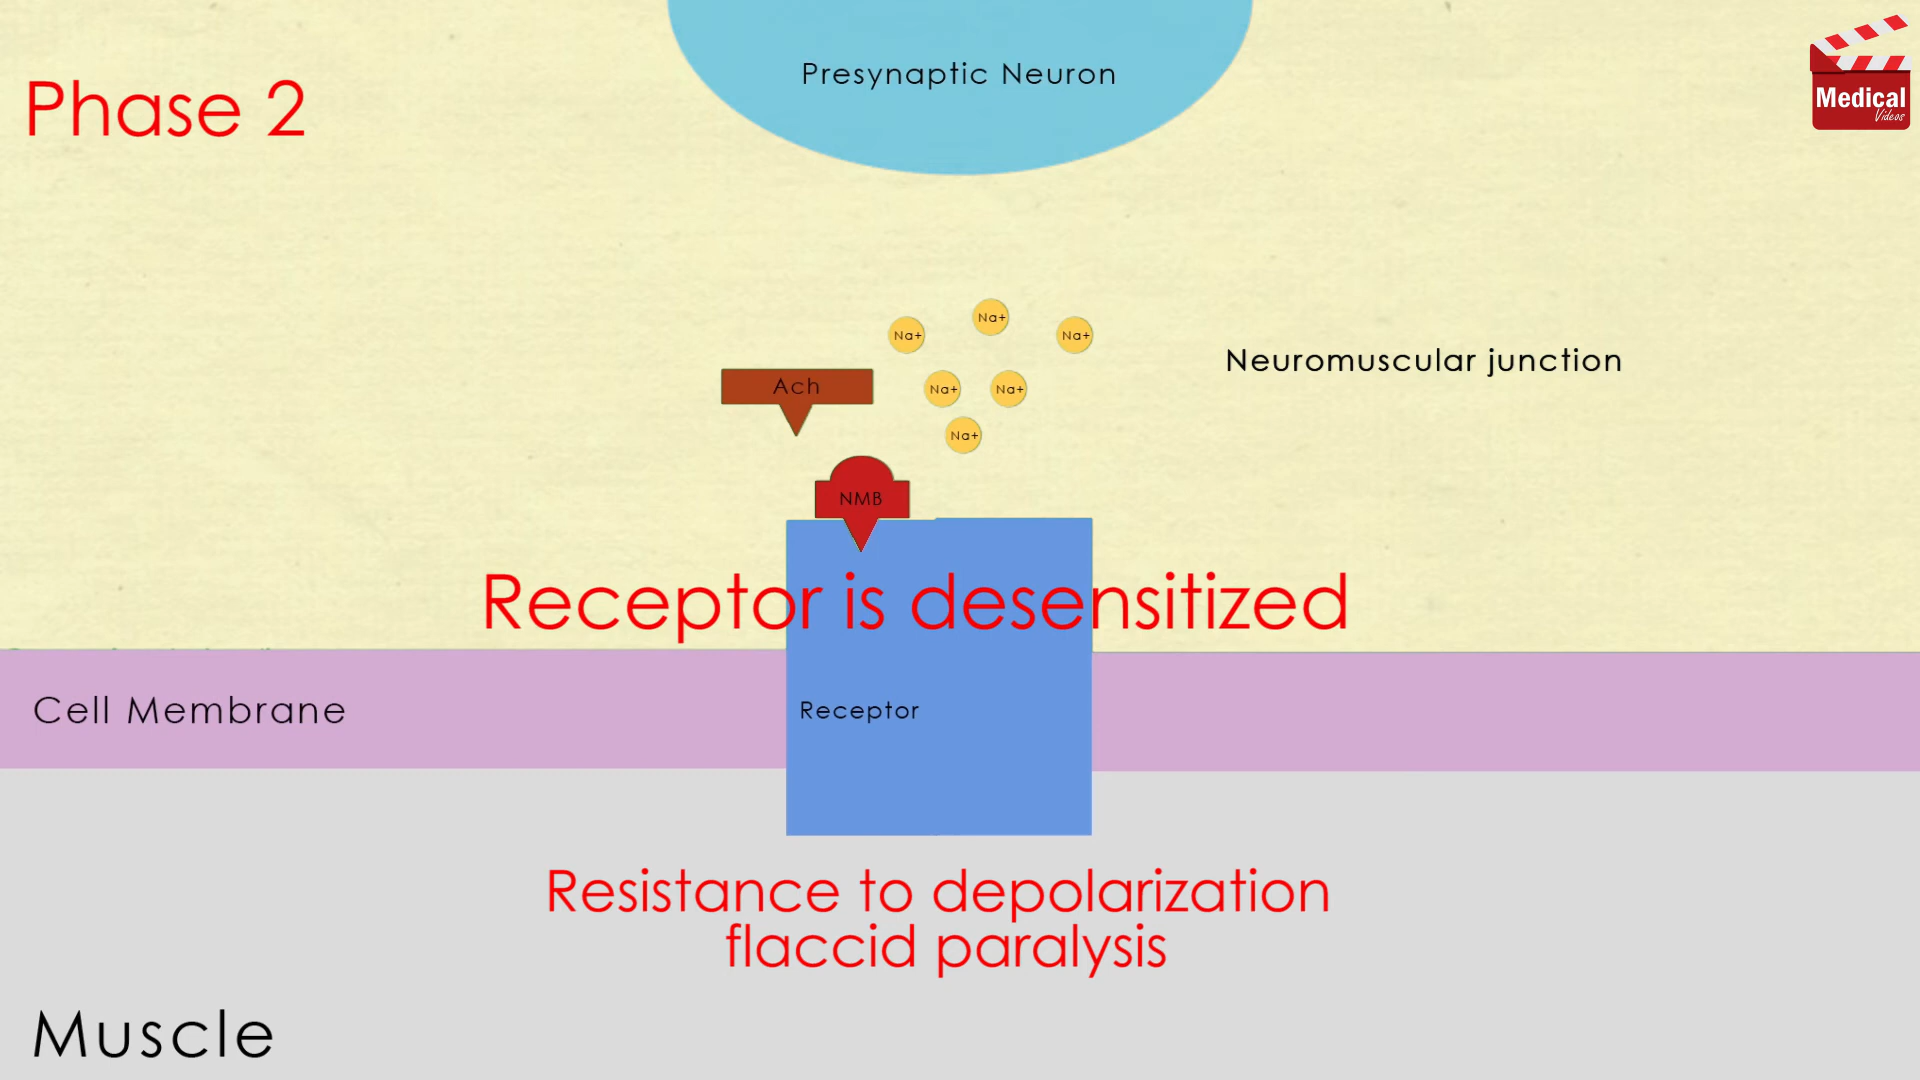 Presynaptic Neuron
Phase 2
Medical
Videos
Na+
Na+
Na+
Neuromuscular junction
Ach
Na+
Na+
Na+
NMB
Receptor is desensitized
Cell Membrane
Receptor
Resistance to depolarization
flaccid paralysis
Muscle